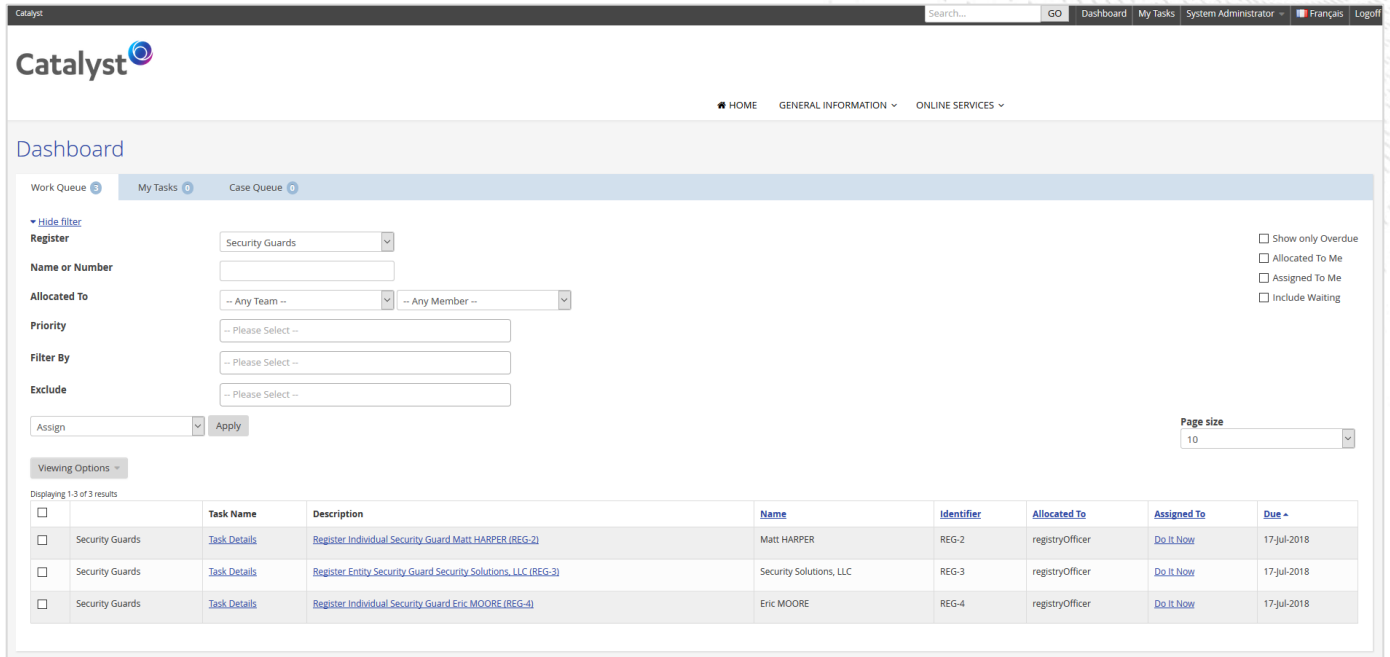 Catalyst Search... GO Dashboard My Tasks System Administrator Français Logoff
Catalyst
HOME GENERAL INFORMATION ONLINE SERVICES
Dashboard
Work Queue 3 My Tasks 0 Case Queue 0
Hide filter
Register Security Guards Show only Overdue
Name or Number Allocated To Me
Assigned To Me
Allocated To -- Any Team -- -- Any Member -- Include Waiting
Priority -- Please Select --
Filter By -- Please Select --
Exclude -- Please Select --
Assign Apply Page size
10
Viewing Options
Displaying 1-3 of 3 results
Task Name Description Name Identifier Allocated To Assigned To Due
Security Guards Task Details Register Individual Security Guard Matt HARPER (REG-2) Matt HARPER REG-2 registryOfficer Do It Now 17-Jul-2018
Security Guards Task Details Register Entity Security Guard Security Solutions, LLC (REG-3) Security Solutions, LLC REG-3 registryOfficer Do It Now 17-Jul-2018
Security Guards Task Details Register Individual Security Guard Eric MOORE (REG-4) Eric MOORE REG-4 registryOfficer Do It Now 17-Jul-2018